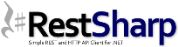 RestSharp
Simple REST and HTTP API Client for .NET